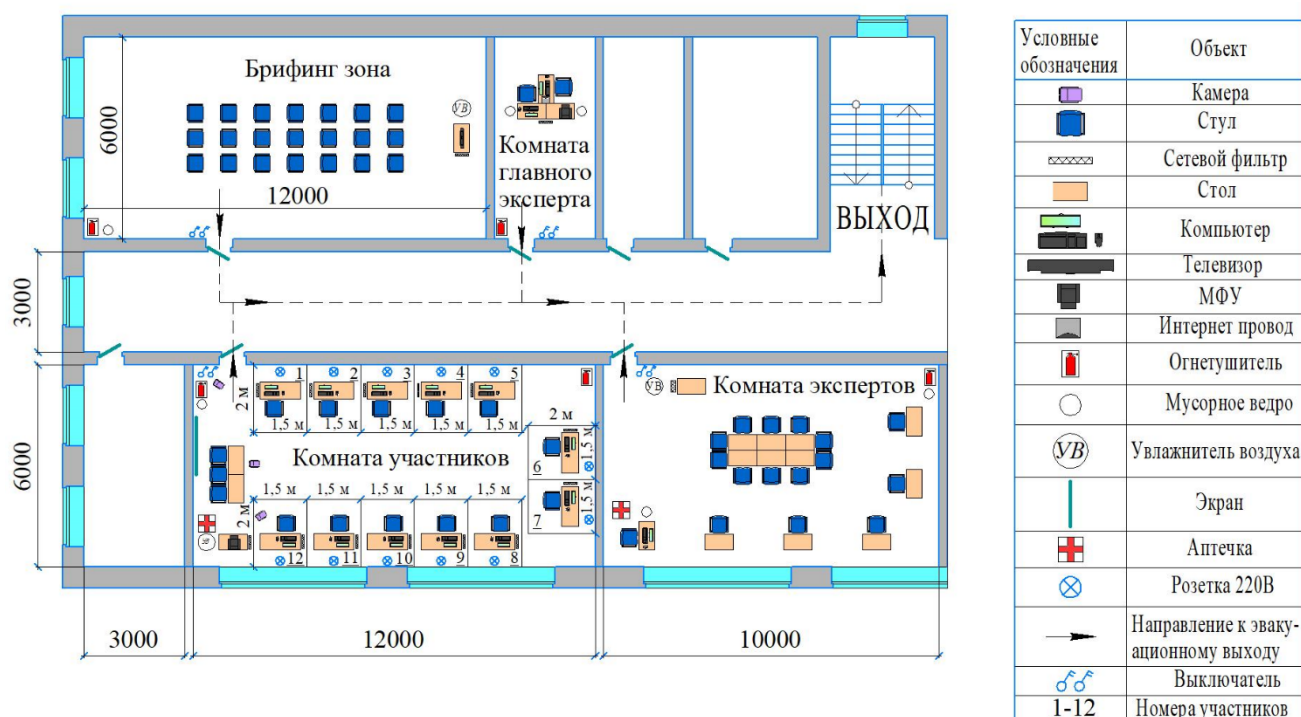 Брифинг зона
УВ
6000
12000
Комната
главного
эксперта
ВЫХОД
3000
1
2
3
4
5
2 м
1,5 м
1,5 м
1,5 м
1,5 м
1,5 м
2 м
6
1,5 м
7
1,5 м
Комната участников
6000
1,5 м
1,5 м
1,5 м
1,5 м
1,5 м
2 м
12
11
10
9
8
УВ
Комната экспертов
3000
12000
10000
Условные
обозначения
Объект
Камера
Стул
Сетевой фильтр
Стол
Компьютер
Телевизор
МФУ
Интернет провод
Огнетушитель
Мусорное ведро
УВ
Увлажнитель воздуха
Экран
Аптечка
Розетка 220В
Направление к эваку-
ационному выходу
Выключатель
1-12
Номера участников